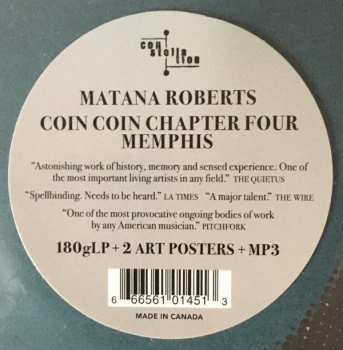 con
stella
tion
MATANA ROBERTS
COIN COIN CHAPTER FOUR
MEMPHIS
“Astonishing work of history, memory and sensed experience. One of
the most important living artists in any field.” THE QUIETUS
“Spellbinding. Needs to be heard.” LA TIMES “A major talent.” THE WIRE
“One of the most provocative ongoing bodies of work
by any American musician.” PITCHFORK
180gLP + 2 ART POSTERS + MP3
6 66561 01451 3
MADE IN CANADA